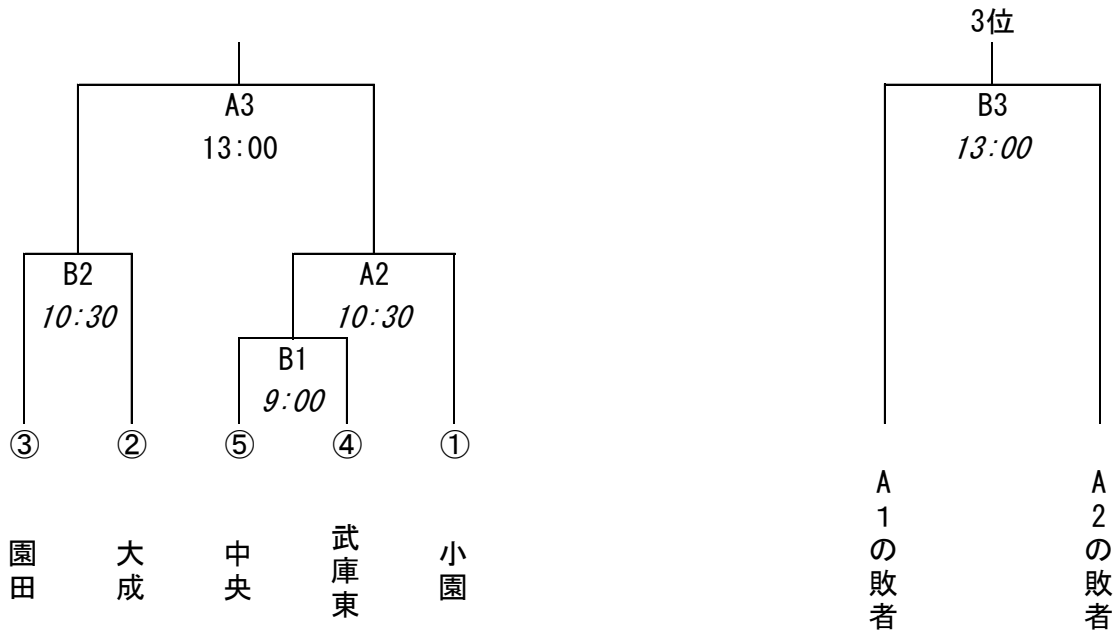 3位
A3
13:00
B3
13:00
B2
10:30
A2
10:30
B1
9:00
③
②
⑤
④
①
園田
大成
中央
武庫東
小園
A1の敗者
A2の敗者